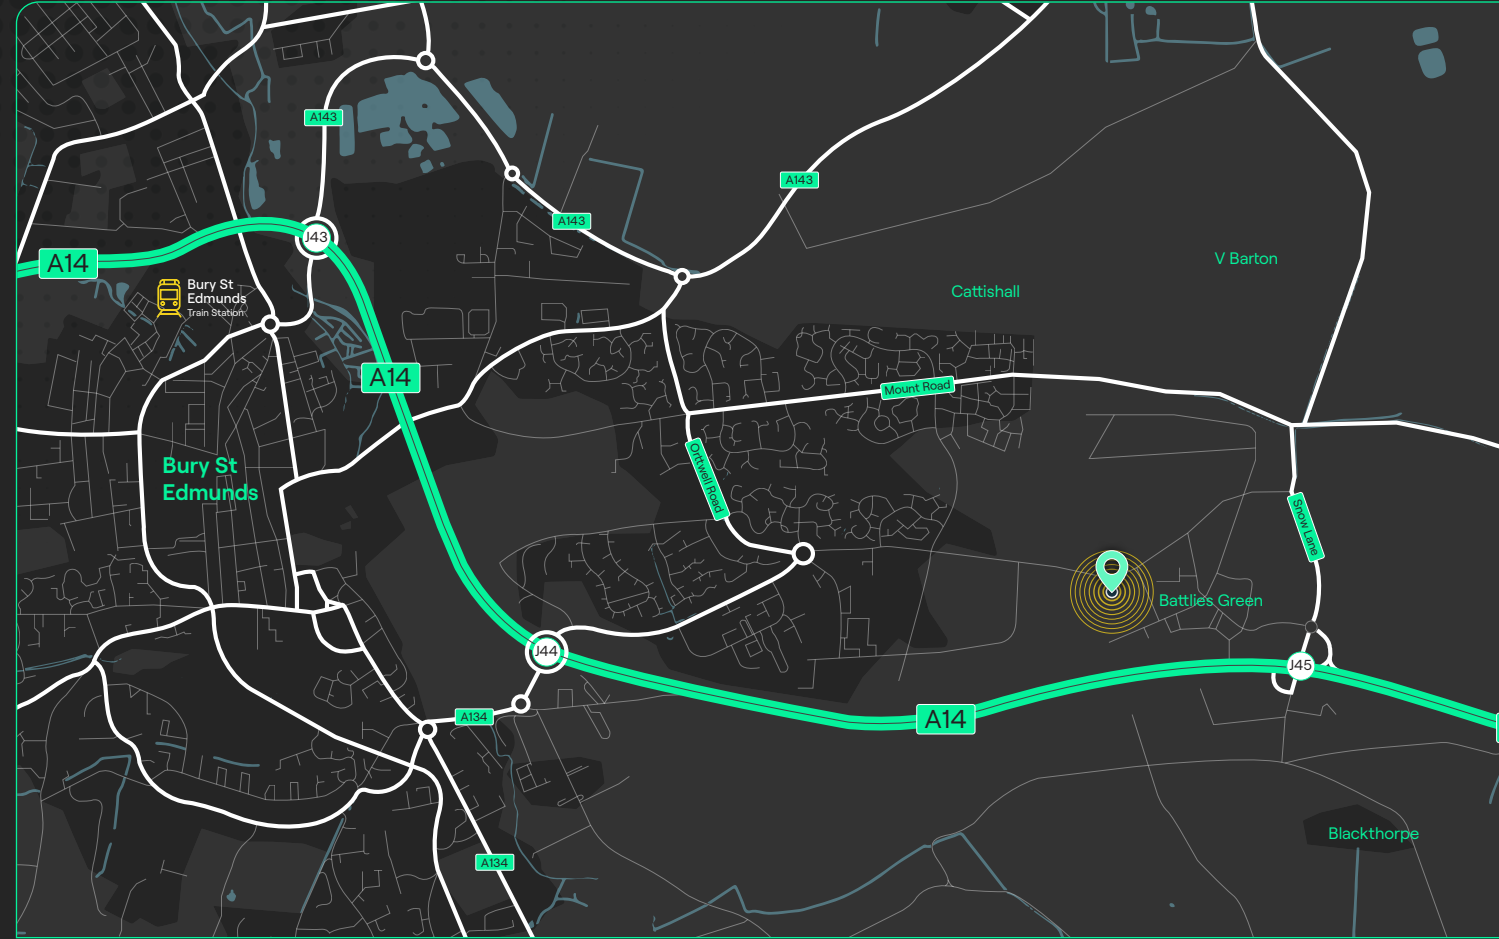 A143
A143
A143
J43
V Barton
A14
Bury St
Edmunds
Train Station
Cattishall
A14
Mount Road
Bury St
Edmunds
Orttwell Road
Snow Lane
Battlies Green
J44
J45
A134
A14
Blackthorpe
A134